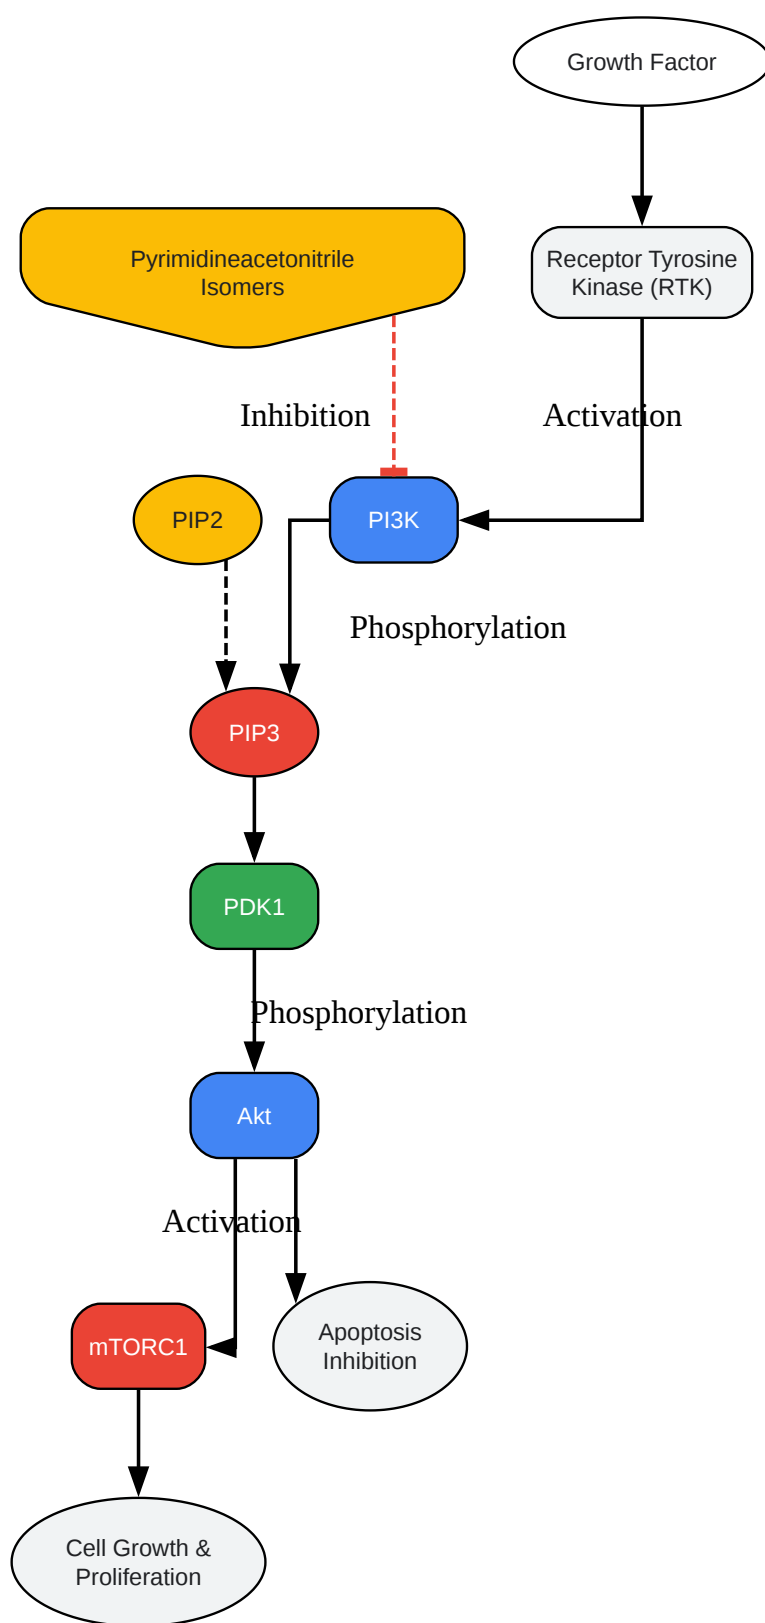 Growth Factor
Pyrimidineacetonitrile
Isomers
Receptor Tyrosine
Kinase (RTK)
Inhibition
Activation
PIP2
PI3K
Phosphorylation
PIP3
PDK1
Phosphorylation
Akt
Activation
mTORC1
Apoptosis
Inhibition
Cell Growth &
Proliferation